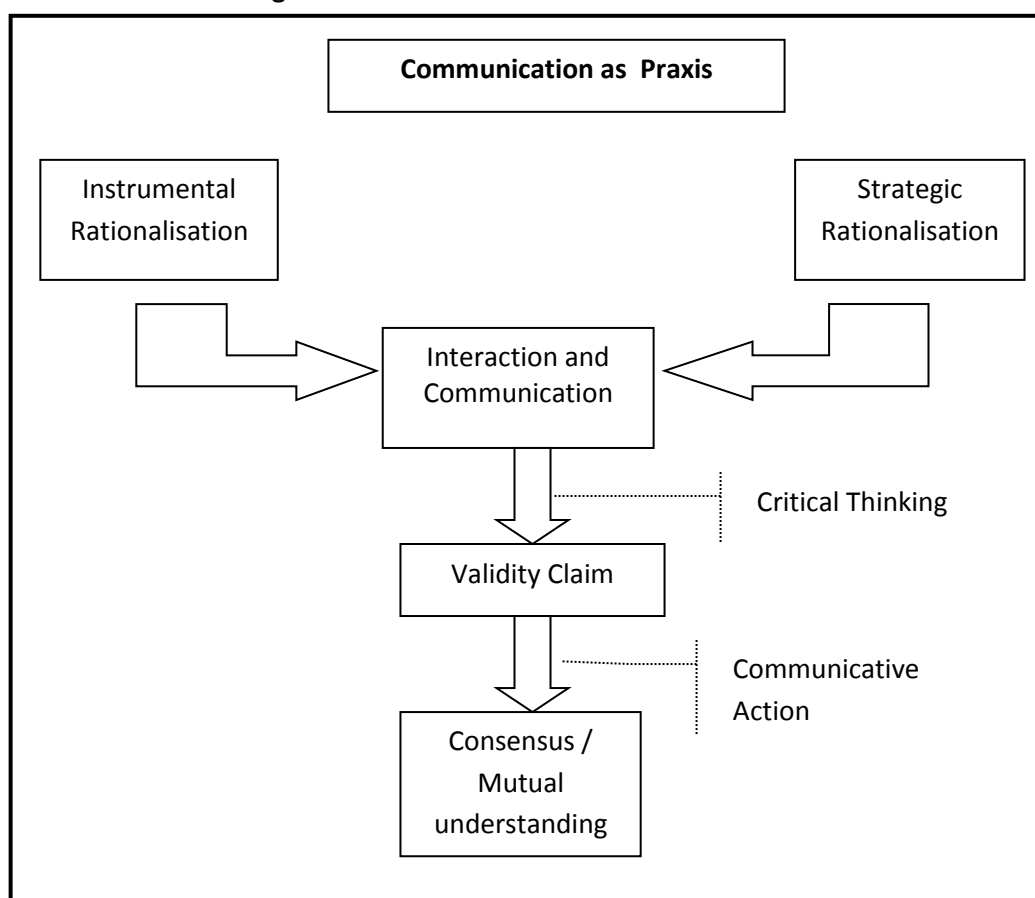 Communication as Praxis
Instrumental
Rationalisation
Strategic
Rationalisation
Interaction and
Communication
Critical Thinking
Validity Claim
Communicative
Action
Consensus /
Mutual
understanding